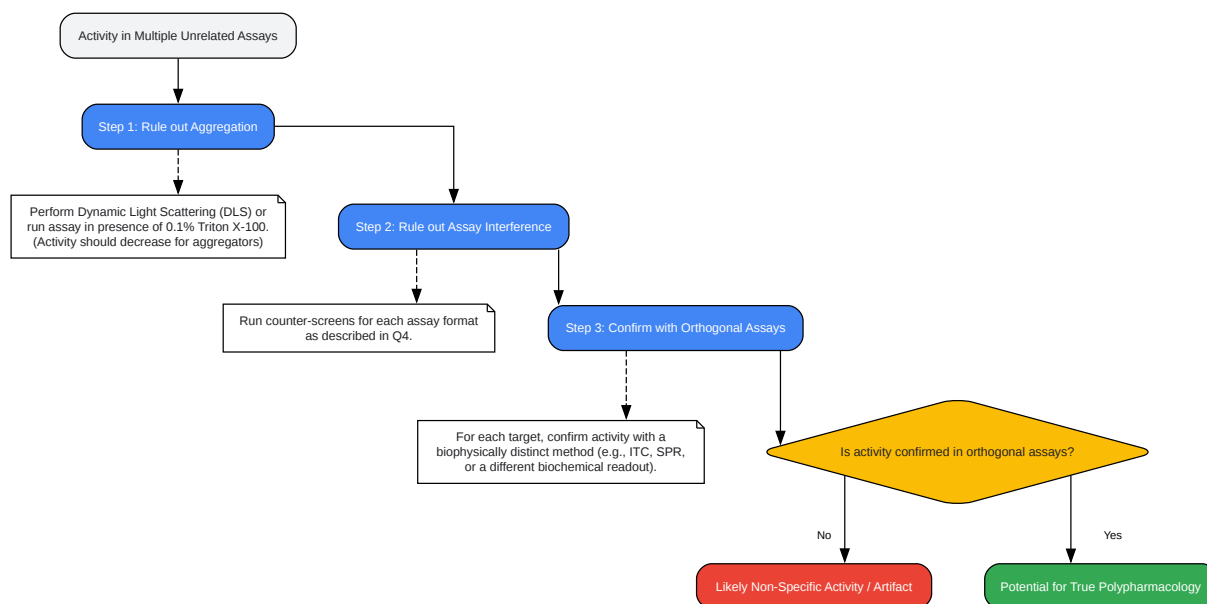 Activity in Multiple Unrelated Assays
Step 1: Rule out Aggregation
Perform Dynamic Light Scattering (DLS) or
run assay in presence of 0.1% Triton X-100.
(Activity should decrease for aggregators)
Step 2: Rule out Assay Interference
Run counter-screens for each assay format
as described in Q4.
Step 3: Confirm with Orthogonal Assays
For each target, confirm activity with a
biophysically distinct method (e.g., ITC, SPR,
or a different biochemical readout).
Is activity confirmed in orthogonal assays?
No
Yes
Likely Non-Specific Activity / Artifact
Potential for True Polypharmacology